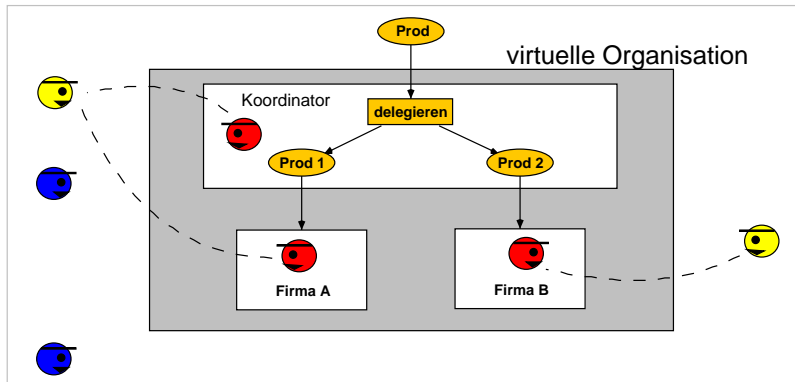 Prod
virtuelle Organisation
Koordinator
delegieren
Prod 1
Prod 2
Firma A
Firma B